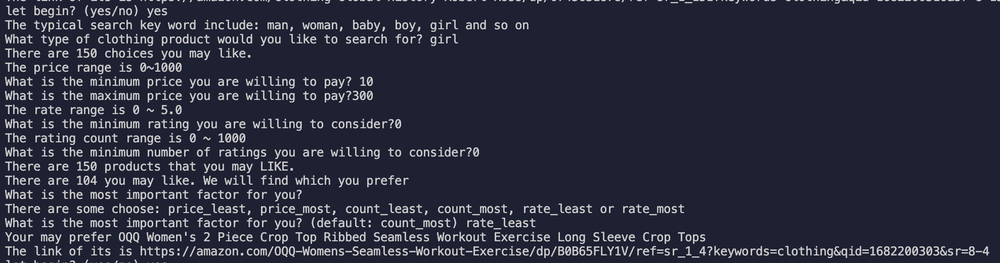 let begin? (yes/no) yes
The typical search key word include: man, woman, baby, boy, girl and so on
What type of clothing product would you like to search for? girl
There are 150 choices you may like.
The price range is 0~1000
What is the minimum price you are willing to pay? 10
What is the maximum price you are willing to pay?300
The rate range is 0 ~ 5.0
What is the minimum rating you are willing to consider?0
The rating count range is 0 ~ 1000
What is the minimum number of ratings you are willing to consider?0
There are 150 products that you may LIKE.
There are 104 you may like. We will find which you prefer
What is the most important factor for you?
There are some choose: price_least, price_most, count_least, count_most, rate_least or rate_most
What is the most important factor for you? (default: count_most) rate_least
Your may prefer OQQ Women's 2 Piece Crop Top Ribbed Seamless Workout Exercise Long Sleeve Crop Tops
The link of its is https://amazon.com/OQQ-Womens-Seamless-Workout-Exercise/dp/B0B65FLY1V/ref=sr_1_4?keywords=clothing&qid=1682200303&sr=8-4
let begin? (yes/no) yes